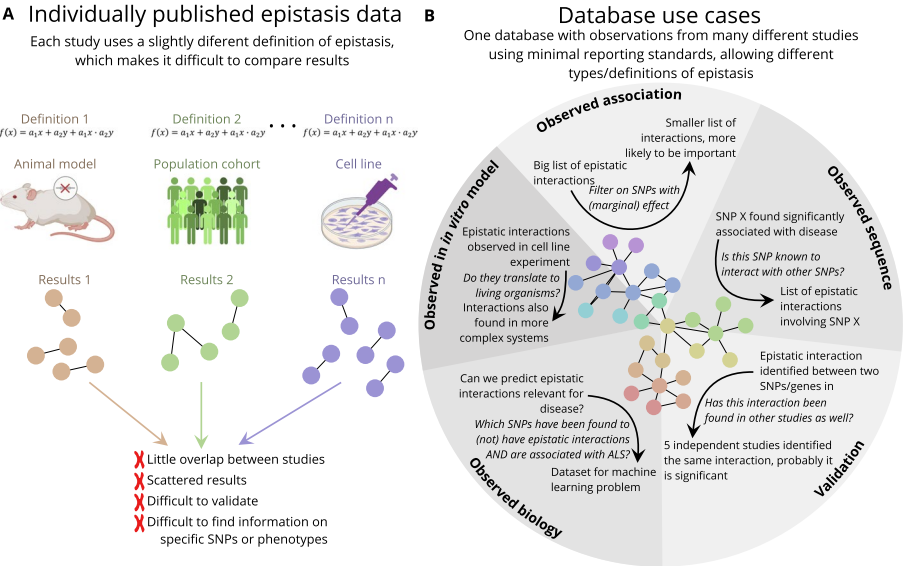 A Individually published epistasis data
Each study uses a slightly diferent definition of epistasis,
which makes it difficult to compare results
Definition 1
f(x) = a₁x + a₂y + a₁x · a₂y
Definition 2
f(x) = a₁x + a₂y + a₁x · a₂y
• • •
Definition n
f(x) = a₁x + a₂y + a₁x · a₂y
Animal model
Population cohort
Cell line
Results 1
Results 2
Results n
X Little overlap between studies
X Scattered results
X Difficult to validate
X Difficult to find information on
specific SNPs or phenotypes
B Database use cases
One database with observations from many different studies
using minimal reporting standards, allowing different
types/definitions of epistasis
Observed association
Big list of epistatic
interactions
Filter on SNPs with
(marginal) effect
Smaller list of
interactions, more
likely to be important
Observed sequence
SNP X found significantly
associated with disease
Is this SNP known to
interact with other SNPs?
List of epistatic
interactions
involving SNP X
Validation
Epistatic interaction
identified between two
SNPs/genes in
Has this interaction been
found in other studies as well?
5 independent studies identified
the same interaction, probably it
is significant
Observed biology
Can we predict epistatic
interactions relevant for
disease?
Which SNPs have been found to
(not) have epistatic interactions
AND are associated with ALS?
Dataset for machine
learning problem
Observed in in vitro model
Epistatic interactions
observed in cell line
experiment
Do they translate to
living organisms?
Interactions also
found in more
complex systems